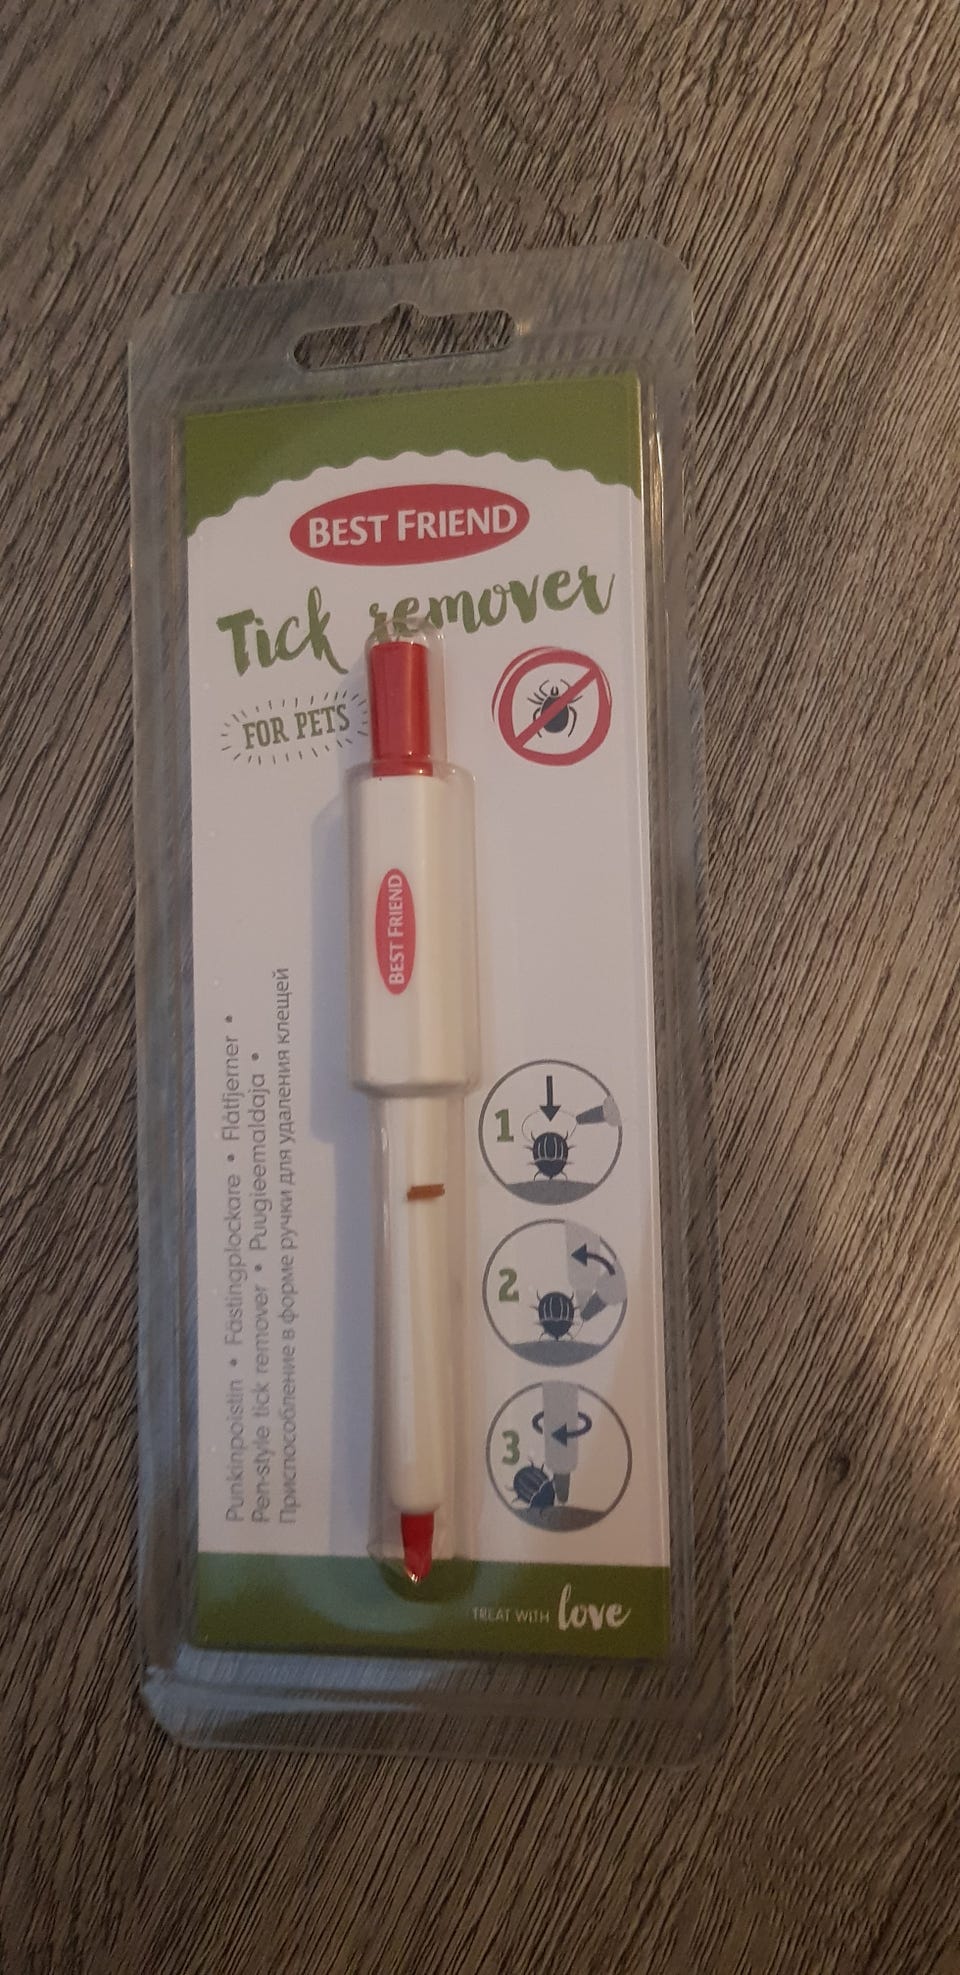 BEST FRIEND
Tick remover
FOR PETS
BEST FRIEND
Punkinpoistin • Fästingplockare • Flåtfjerner •
Pen-style tick remover • Puugieemaldaja •
Приспособление в форме ручки для удаления клещей
1
2
3
TREAT WITH love